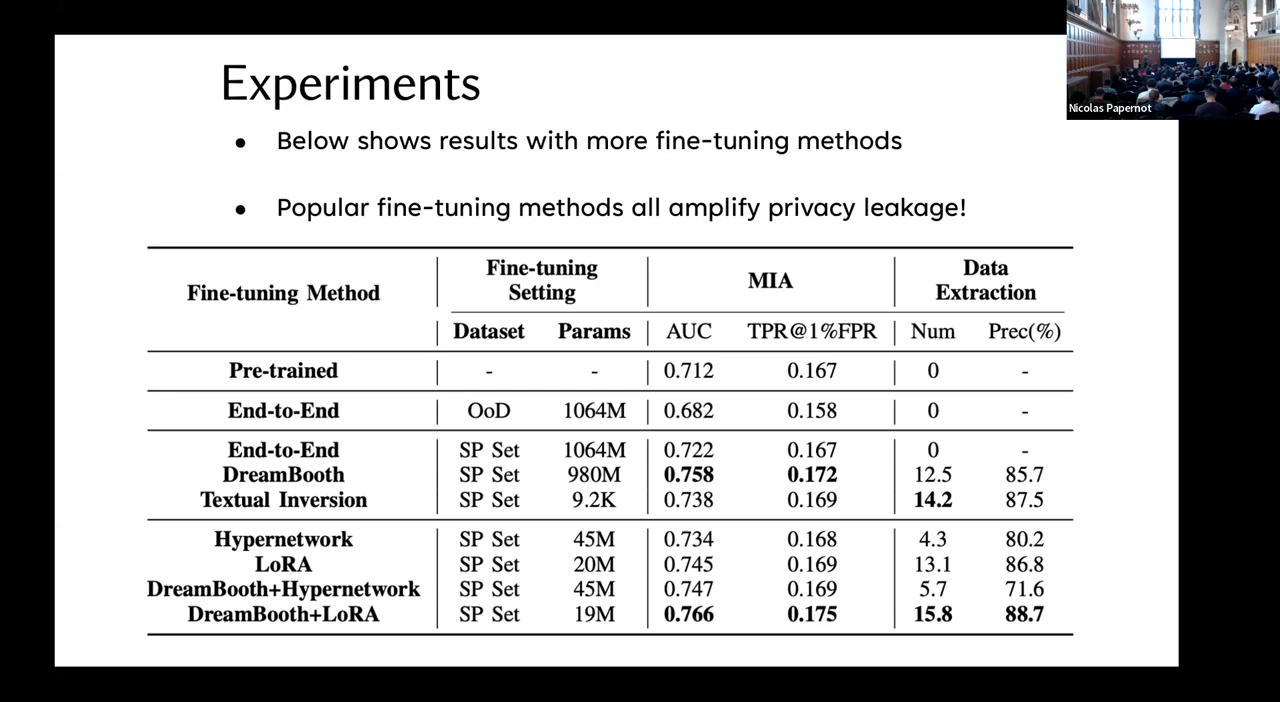 Experiments
Nicolas Papernot
● Below shows results with more fine-tuning methods
● Popular fine-tuning methods all amplify privacy leakage!
Fine-tuning Method | Fine-tuning Setting | MIA | Data Extraction
Dataset Params | AUC TPR@1%FPR | Num Prec(%)
Pre-trained | - - | 0.712 0.167 | 0 -
End-to-End | OoD 1064M | 0.682 0.158 | 0 -
End-to-End | SP Set 1064M | 0.722 0.167 | 0 -
DreamBooth | SP Set 980M | 0.758 0.172 | 12.5 85.7
Textual Inversion | SP Set 9.2K | 0.738 0.169 | 14.2 87.5
Hypernetwork | SP Set 45M | 0.734 0.168 | 4.3 80.2
LoRA | SP Set 20M | 0.745 0.169 | 13.1 86.8
DreamBooth+Hypernetwork | SP Set 45M | 0.747 0.169 | 5.7 71.6
DreamBooth+LoRA | SP Set 19M | 0.766 0.175 | 15.8 88.7